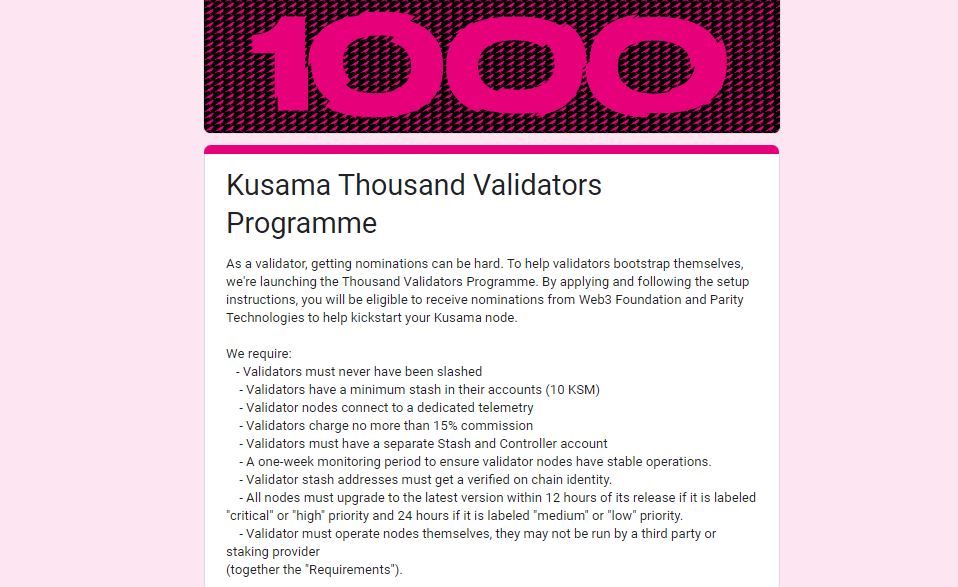 1000
Kusama Thousand Validators
Programme
As a validator, getting nominations can be hard. To help validators bootstrap themselves,
we're launching the Thousand Validators Programme. By applying and following the setup
instructions, you will be eligible to receive nominations from Web3 Foundation and Parity
Technologies to help kickstart your Kusama node.
We require:
- Validators must never have been slashed
- Validators have a minimum stash in their accounts (10 KSM)
- Validator nodes connect to a dedicated telemetry
- Validators charge no more than 15% commission
- Validators must have a separate Stash and Controller account
- A one-week monitoring period to ensure validator nodes have stable operations.
- Validator stash addresses must get a verified on chain identity.
- All nodes must upgrade to the latest version within 12 hours of its release if it is labeled
"critical" or "high" priority and 24 hours if it is labeled "medium" or "low" priority.
- Validator must operate nodes themselves, they may not be run by a third party or
staking provider
(together the "Requirements").